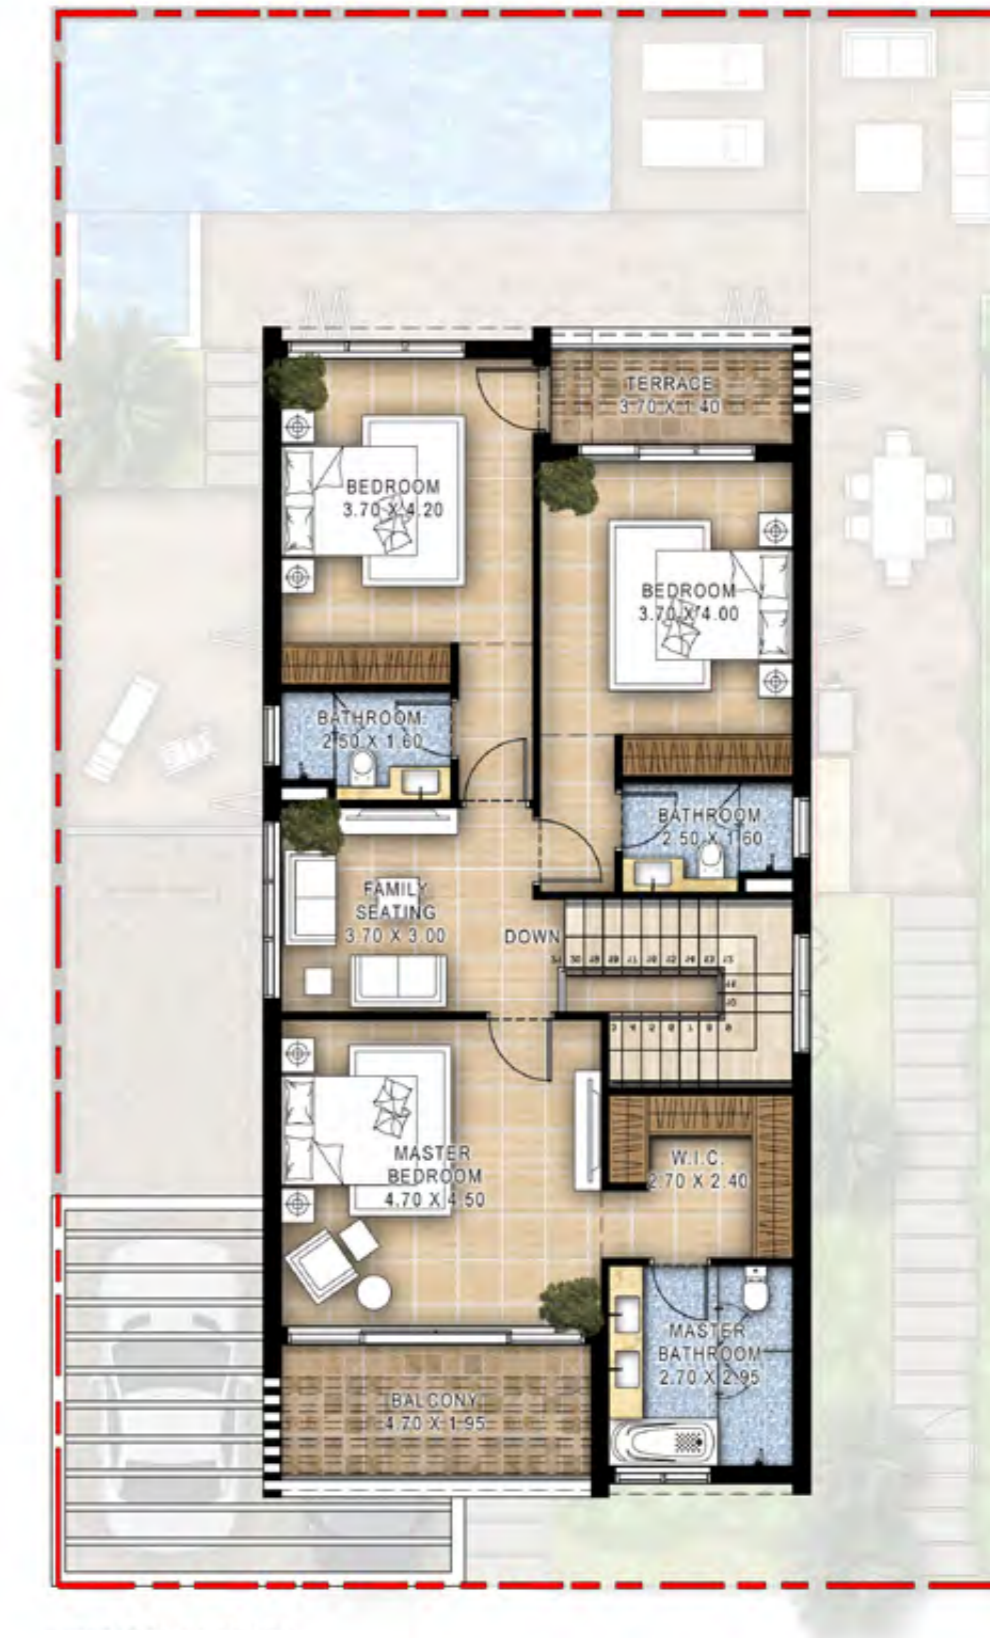 TERRACE
3.70 X 1.40
BEDROOM
3.70 X 4.20
BEDROOM
3.70 X 4.00
BATHROOM
2.50 X 1.60
BATHROOM
2.50 X 1.60
FAMILY
SEATING
3.70 X 3.00
DOWN
MASTER
BEDROOM
4.70 X 4.50
W.I.C.
2.70 X 2.40
MASTER
BATHROOM
2.70 X 2.95
BALCONY
4.70 X 1.95